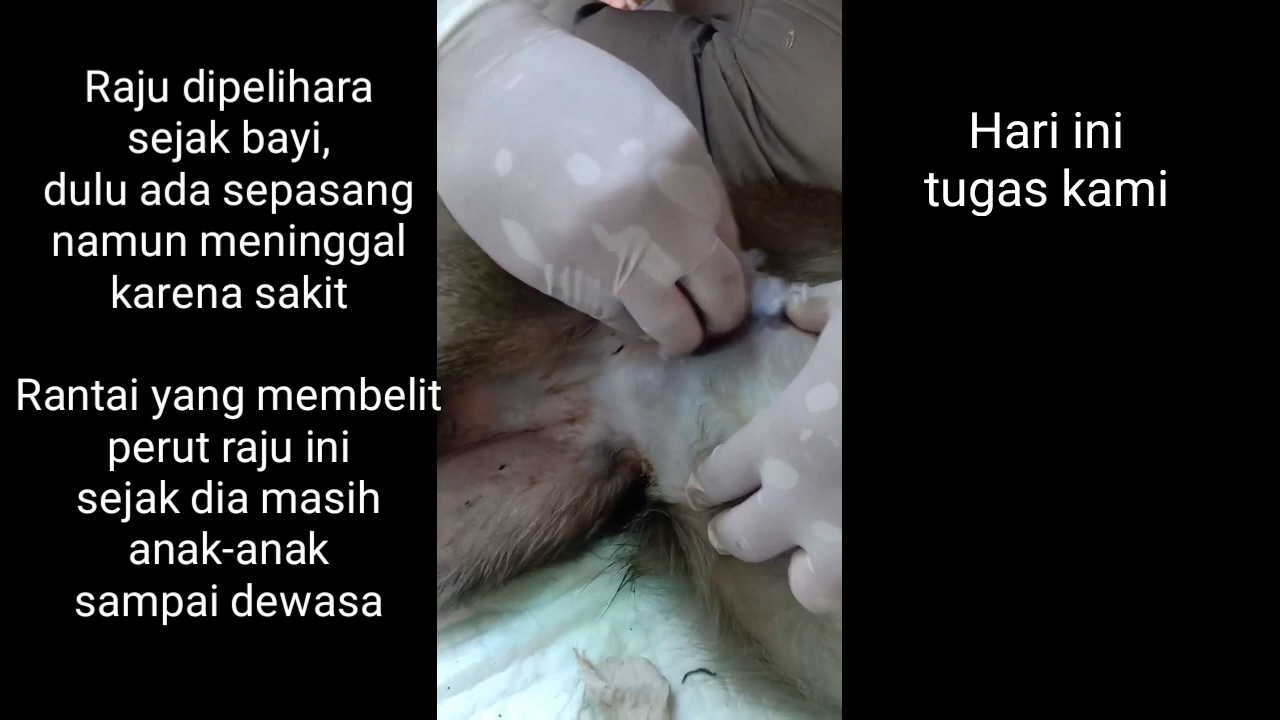 Raju dipelihara
sejak bayi,
dulu ada sepasang
namun meninggal
karena sakit
Rantai yang membelit
perut raju ini
sejak dia masih
anak-anak
sampai dewasa
Hari ini
tugas kami